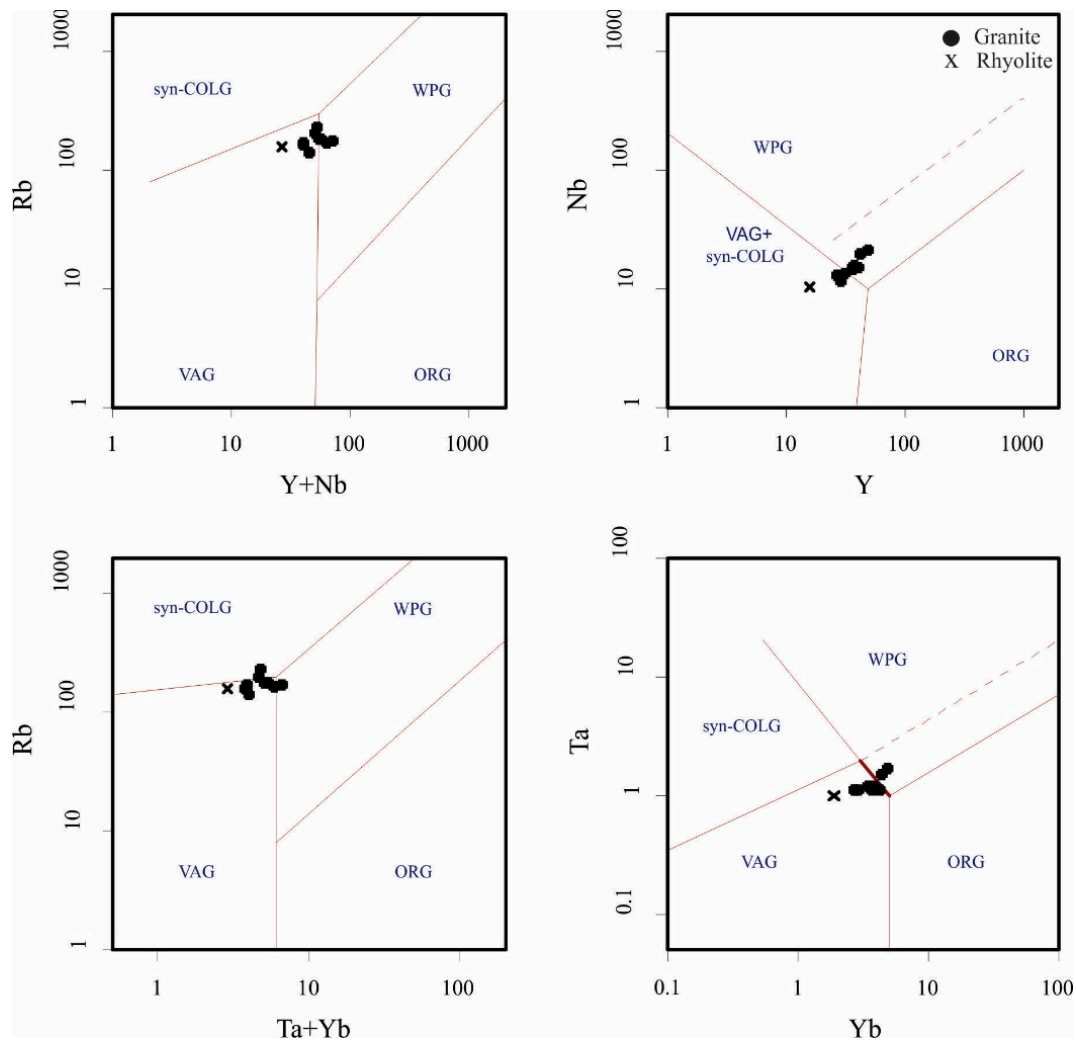 1000
100
10
1
Rb
syn-COLG
WPG
VAG
ORG
1 10 100 1000
Y+Nb
1000
100
10
1
Nb
● Granite
X Rhyolite
WPG
VAG+
syn-COLG
ORG
1 10 100 1000
Y
1000
100
10
1
Rb
syn-COLG
WPG
VAG
ORG
1 10 100
Ta+Yb
100
10
1
0.1
Ta
WPG
syn-COLG
VAG
ORG
0.1 1 10 100
Yb